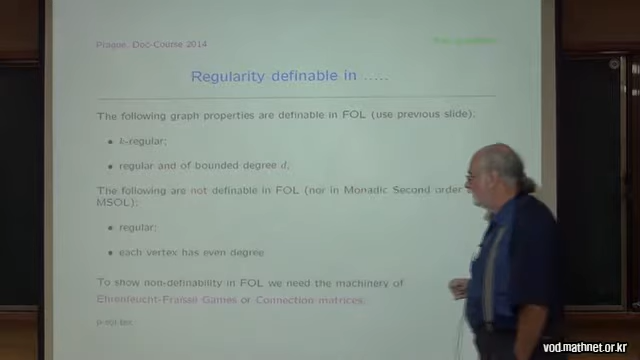 Prague, Doc-Course 2014
Regularity definable in .....
The following graph properties are definable in FOL (use previous slide):
• k-regular;
• regular and of bounded degree d;
The following are not definable in FOL (nor in Monadic Second order
MSOL):
• regular;
• each vertex has even degree
To show non-definability in FOL we need the machinery of
Ehrenfeucht-Fraïssé Games or Connection matrices.
vod.mathnet.or.kr